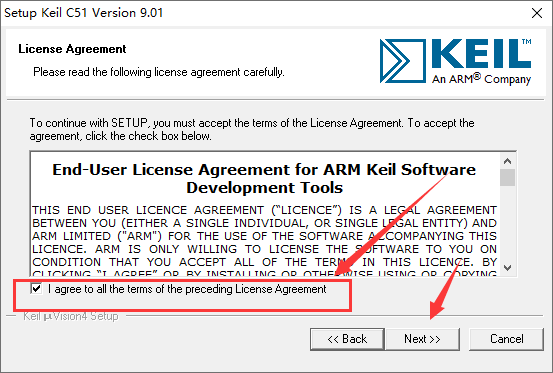 Setup Keil C51 Version 9.01
License Agreement
Please read the following license agreement carefully.
KEIL™
An ARM® Company
To continue with SETUP, you must accept the terms of the License Agreement. To accept the
agreement, click the check box below.
End-User License Agreement for ARM Keil Software
Development Tools
THIS END USER LICENCE AGREEMENT ("LICENCE") IS A LEGAL AGREEMENT
BETWEEN YOU (EITHER A SINGLE INDIVIDUAL, OR SINGLE LEGAL ENTITY) AND
ARM LIMITED ("ARM") FOR THE USE OF THE SOFTWARE ACCOMPANYING THIS
LICENCE. ARM IS ONLY WILLING TO LICENSE THE SOFTWARE TO YOU ON
CONDITION THAT YOU ACCEPT ALL OF THE TERMS IN THIS LICENCE. BY
CLICKING "I AGREE" OR BY INSTALLING OR OTHERWISE USING OR COPYING
I agree to all the terms of the preceding License Agreement
Keil µVision4 Setup
<< Back
Next >>
Cancel